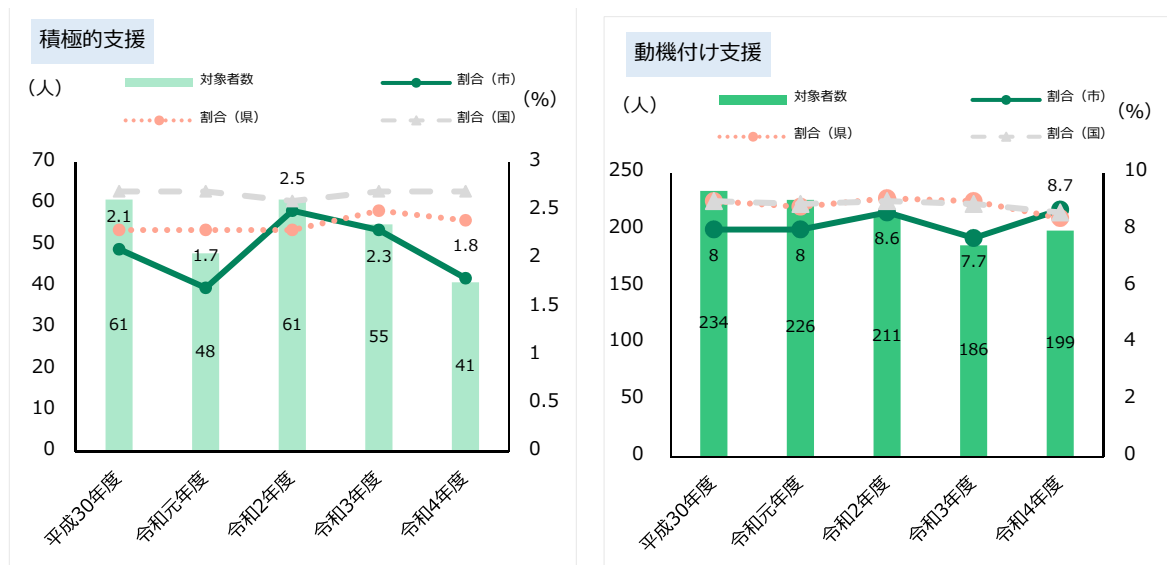 積極的支援
(人)
対象者数
割合（市）
(%)
割合（県）
割合（国）
70
60
50
40
30
20
10
0
3
2.5
2
1.5
1
0.5
0
2.1
1.7
2.5
2.3
1.8
61
48
61
55
41
平成30年度
令和元年度
令和2年度
令和3年度
令和4年度
動機付け支援
(人)
対象者数
割合（市）
(%)
割合（県）
割合（国）
250
200
150
100
50
0
10
8
6
4
2
0
8
8
8.6
7.7
8.7
234
226
211
186
199
平成30年度
令和元年度
令和2年度
令和3年度
令和4年度